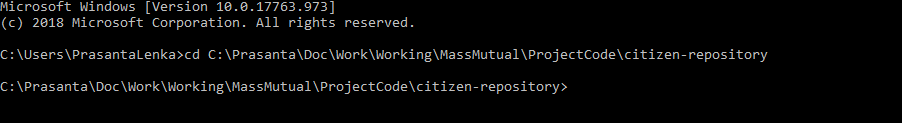 Microsoft Windows [Version 10.0.17763.973]
(c) 2018 Microsoft Corporation. All rights reserved.
C:\Users\PrasantaLenka>cd C:\Prasanta\Doc\Work\Working\MassMutual\ProjectCode\citizen-repository
C:\Prasanta\Doc\Work\Working\MassMutual\ProjectCode\citizen-repository>